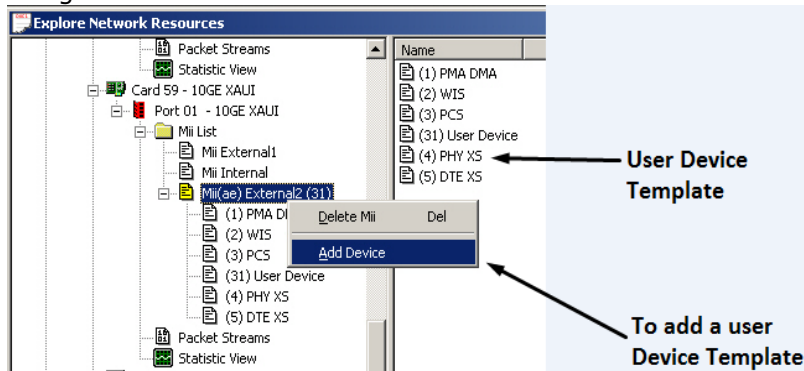 Explore Network Resources
Packet Streams
Statistic View
Card 59 - 10GE XAUI
Port 01 - 10GE XAUI
Mii List
Mii External1
Mii Internal
Mii(ae) External2 (31)
(1) PMA D
(2) WIS
(3) PCS
(31) User Device
(4) PHY XS
(5) DTE XS
Packet Streams
Statistic View
Delete Mii Del
Add Device
Name
(1) PMA DMA
(2) WIS
(3) PCS
(31) User Device
(4) PHY XS
(5) DTE XS
User Device
Template
To add a user
Device Template